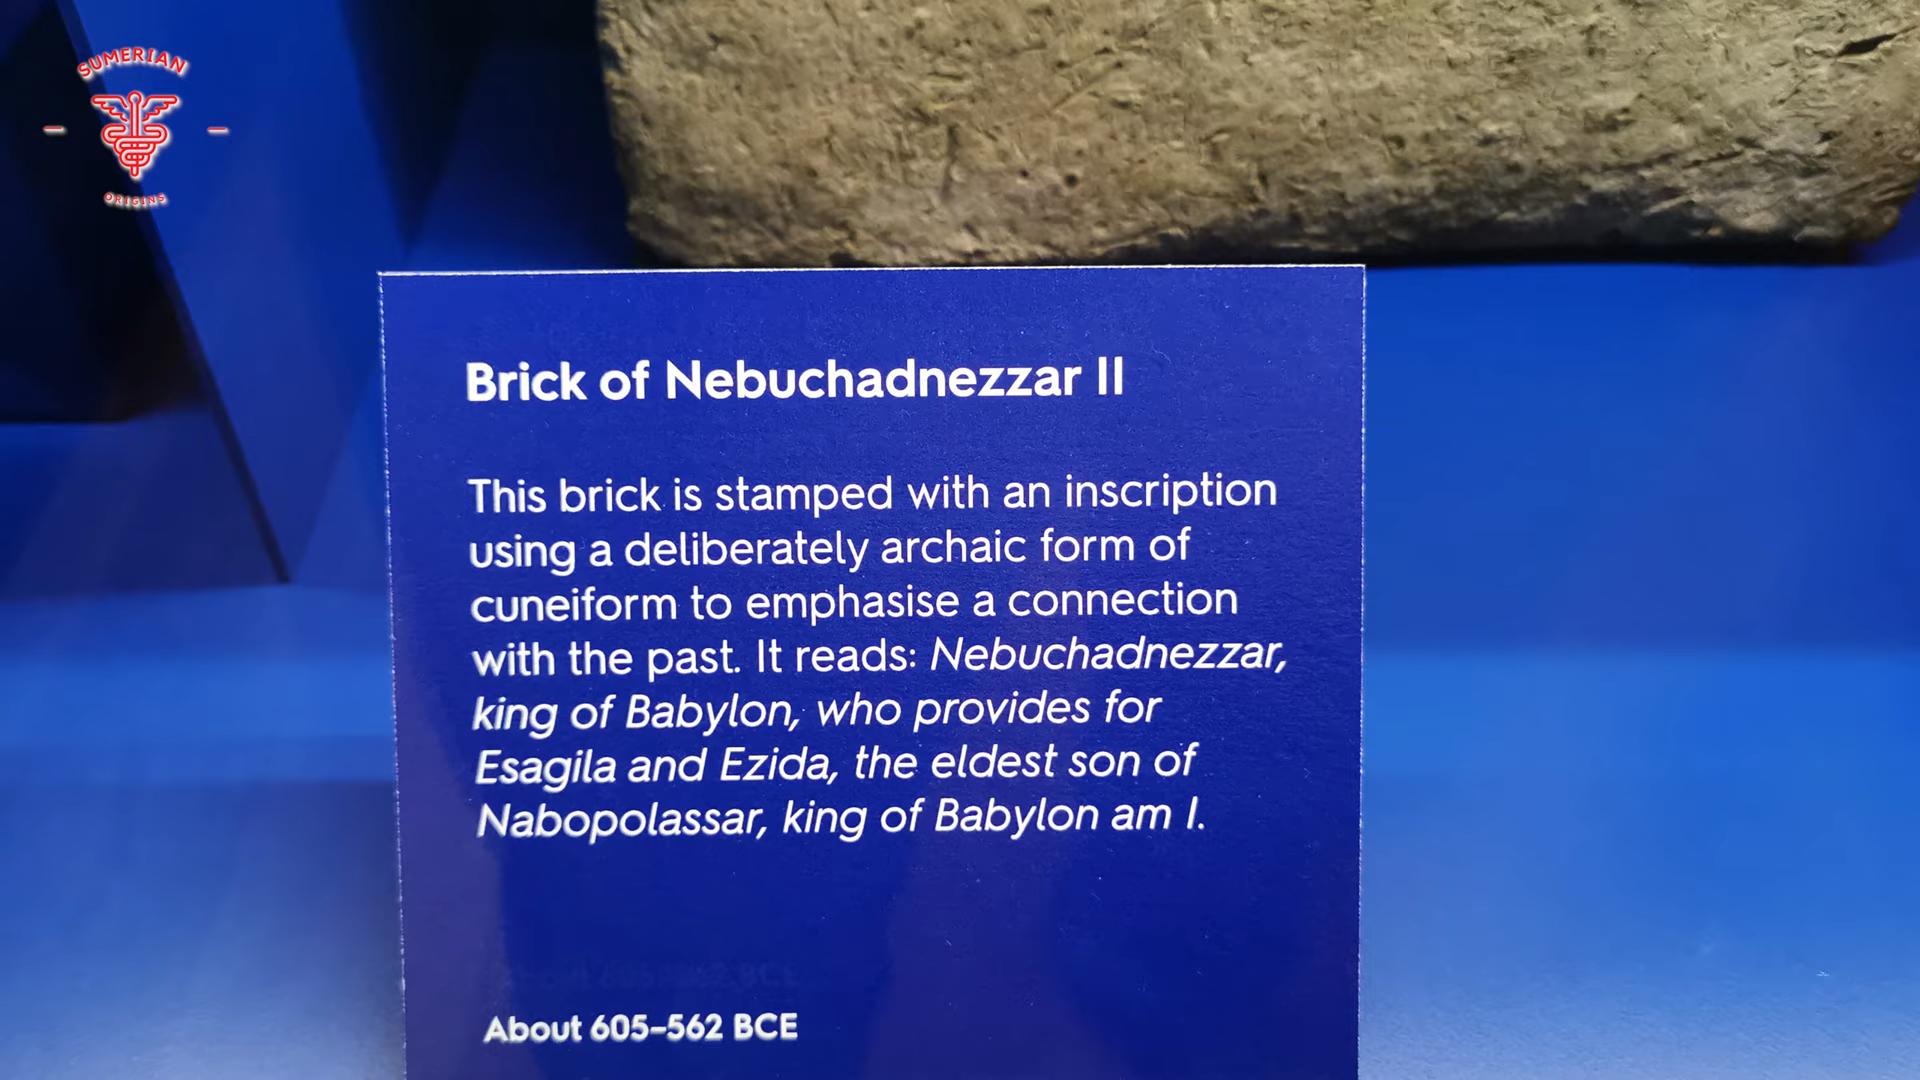 SUMERIAN
ORIGINS
Brick of Nebuchadnezzar II
This brick is stamped with an inscription
using a deliberately archaic form of
cuneiform to emphasise a connection
with the past. It reads: Nebuchadnezzar,
king of Babylon, who provides for
Esagila and Ezida, the eldest son of
Nabopolassar, king of Babylon am I.
About 605–562 BCE